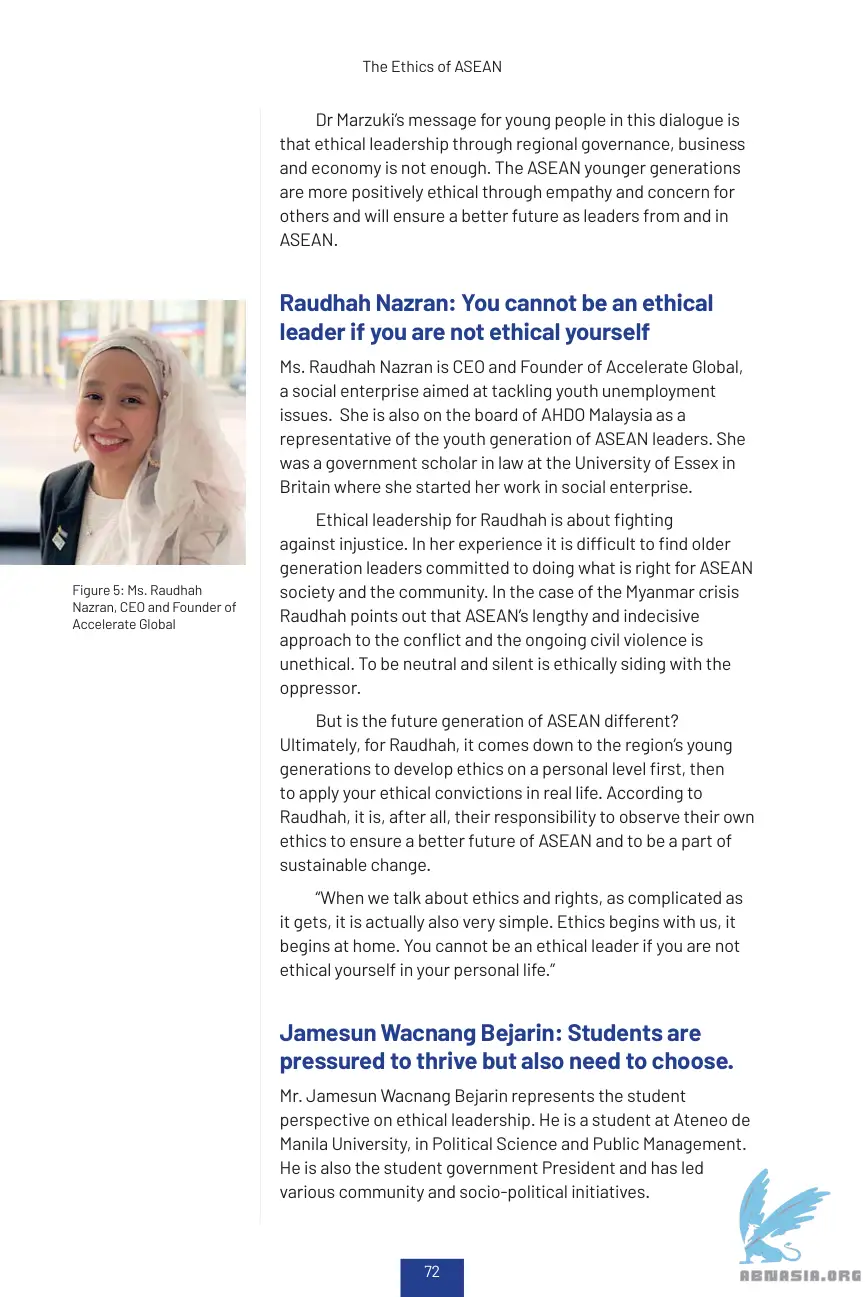 The Ethics of ASEAN
Dr Marzuki’s message for young people in this dialogue is
that ethical leadership through regional governance, business
and economy is not enough. The ASEAN younger generations
are more positively ethical through empathy and concern for
others and will ensure a better future as leaders from and in
ASEAN.
Raudhah Nazran: You cannot be an ethical
leader if you are not ethical yourself
Ms. Raudhah Nazran is CEO and Founder of Accelerate Global,
a social enterprise aimed at tackling youth unemployment
issues.  She is also on the board of AHDO Malaysia as a
representative of the youth generation of ASEAN leaders. She
was a government scholar in law at the University of Essex in
Britain where she started her work in social enterprise.
Ethical leadership for Raudhah is about fighting
against injustice. In her experience it is difficult to find older
generation leaders committed to doing what is right for ASEAN
society and the community. In the case of the Myanmar crisis
Raudhah points out that ASEAN’s lengthy and indecisive
approach to the conflict and the ongoing civil violence is
unethical. To be neutral and silent is ethically siding with the
oppressor.
Figure 5: Ms. Raudhah
Nazran, CEO and Founder of
Accelerate Global
But is the future generation of ASEAN different?
Ultimately, for Raudhah, it comes down to the region’s young
generations to develop ethics on a personal level first, then
to apply your ethical convictions in real life. According to
Raudhah, it is, after all, their responsibility to observe their own
ethics to ensure a better future of ASEAN and to be a part of
sustainable change.
“When we talk about ethics and rights, as complicated as
it gets, it is actually also very simple. Ethics begins with us, it
begins at home. You cannot be an ethical leader if you are not
ethical yourself in your personal life.”
Jamesun Wacnang Bejarin: Students are
pressured to thrive but also need to choose.
Mr. Jamesun Wacnang Bejarin represents the student
perspective on ethical leadership. He is a student at Ateneo de
Manila University, in Political Science and Public Management.
He is also the student government President and has led
various community and socio-political initiatives.
72
ABNASIA.ORG